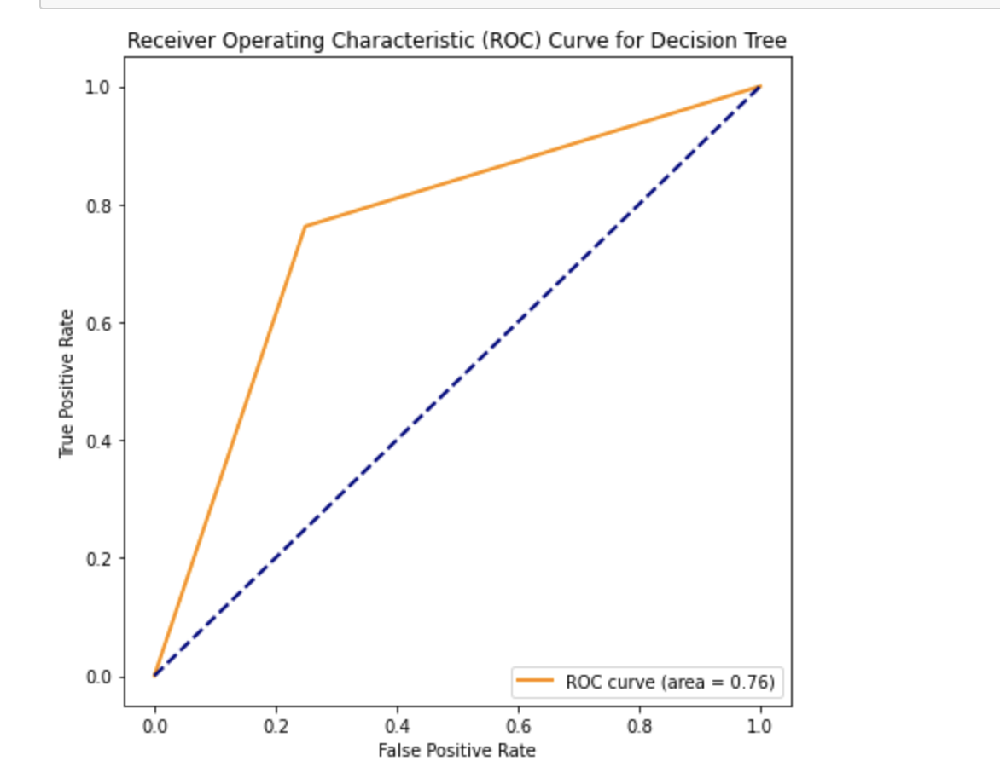 Receiver Operating Characteristic (ROC) Curve for Decision Tree
1.0
0.8
0.6
0.4
0.2
0.0
True Positive Rate
ROC curve (area = 0.76)
0.0 0.2 0.4 0.6 0.8 1.0
False Positive Rate